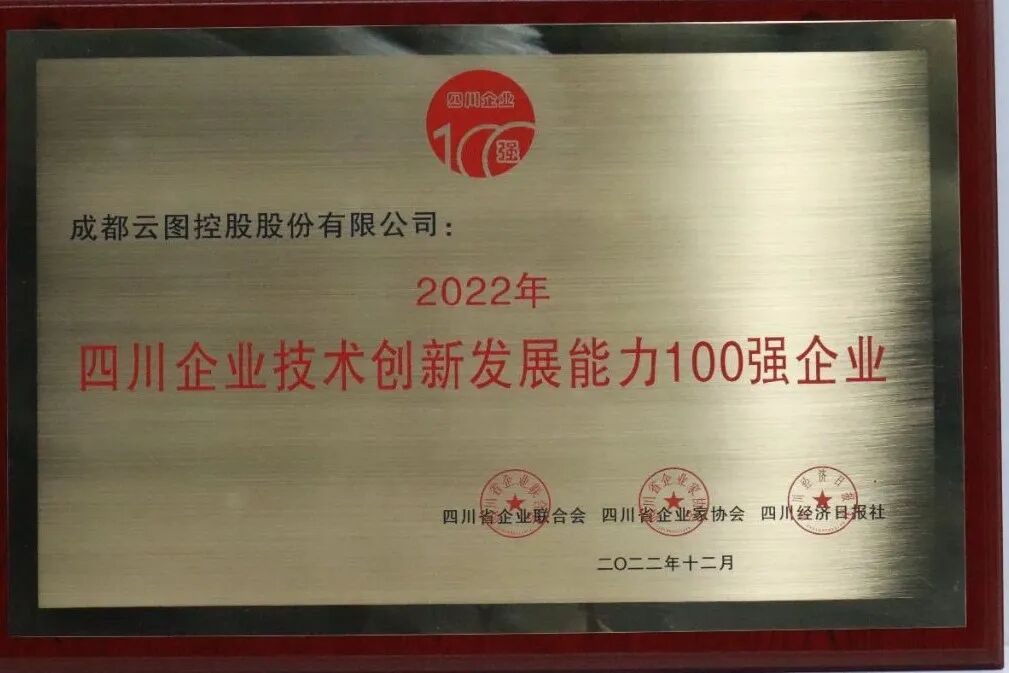 四川企业
100强
成都云图控股股份有限公司：
2022年
四川企业技术创新发展能力100强企业
四川省企业联合会 四川省企业家协会 四川经济日报社
二〇二二年十二月